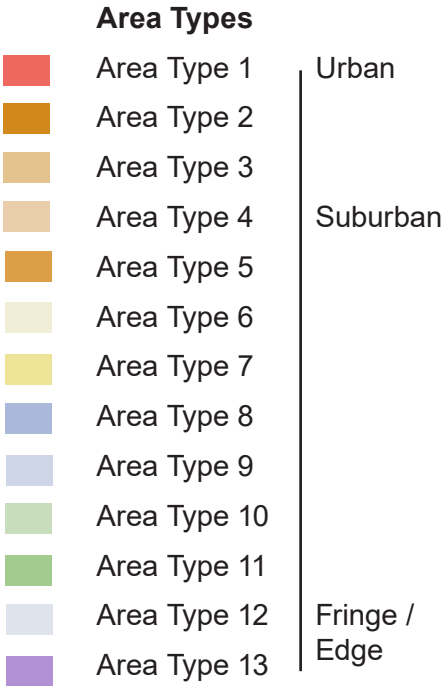 Area Types
Area Type 1
Urban
Area Type 2
Area Type 3
Area Type 4
Suburban
Area Type 5
Area Type 6
Area Type 7
Area Type 8
Area Type 9
Area Type 10
Area Type 11
Area Type 12
Fringe /
Edge
Area Type 13